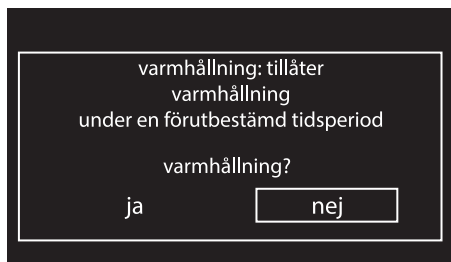 varmhållning: tillåter
varmhållning
under en förutbestämd tidsperiod
varmhållning?
ja nej